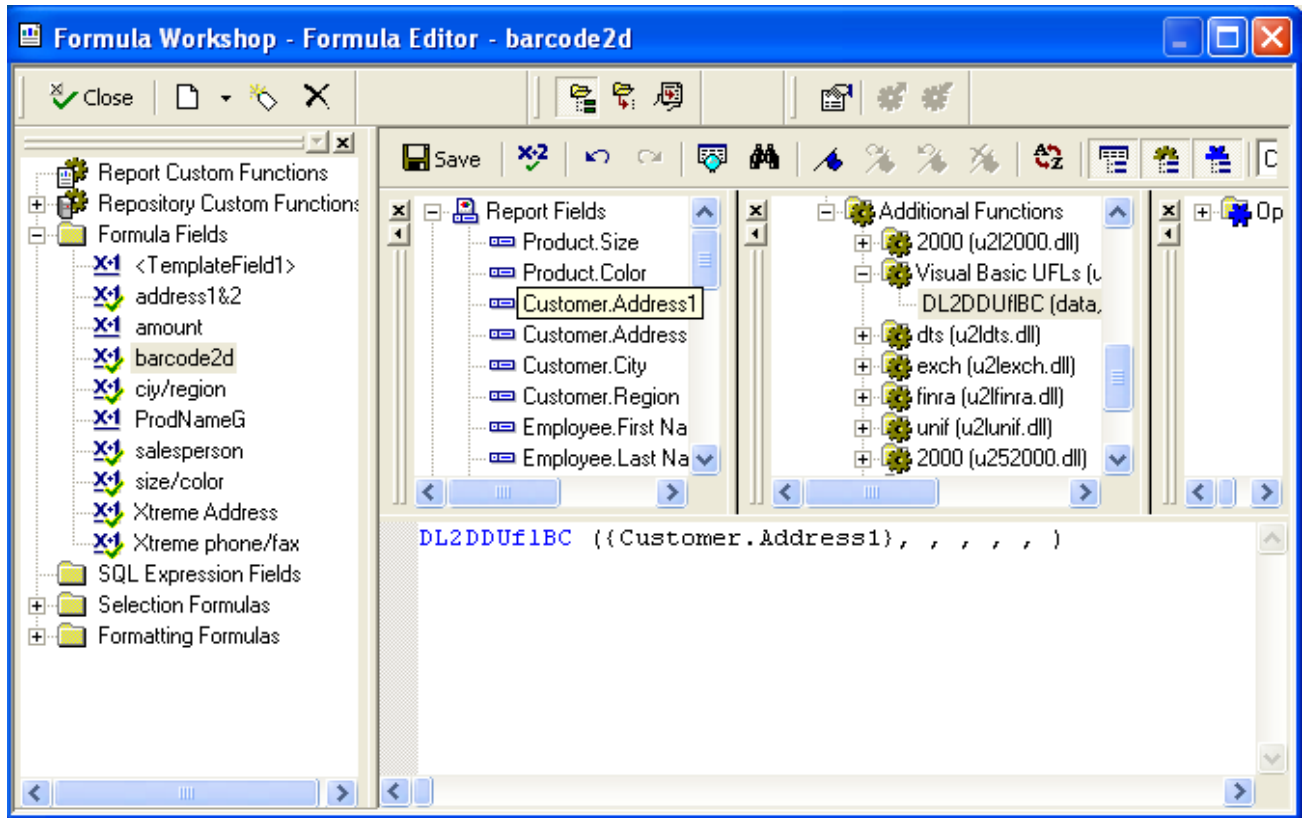 Formula Workshop - Formula Editor - barcode2d
Close
Save
Report Custom Functions
Repository Custom Functions
Formula Fields
<TemplateField1>
address1&2
amount
barcode2d
ciy/region
ProdNameG
salesperson
size/color
Xtreme Address
Xtreme phone/fax
SQL Expression Fields
Selection Formulas
Formatting Formulas
Report Fields
Product.Size
Product.Color
Customer.Address1
Customer.Address
Customer.City
Customer.Region
Employee.First Na
Employee.Last Na
Additional Functions
2000 (u2l2000.dll)
Visual Basic UFLs (u
DL2DDUflBC (data,
dts (u2ldts.dll)
exch (u2lexch.dll)
finra (u2lfinra.dll)
unif (u2lunif.dll)
2000 (u252000.dll)
Op
DL2DDUflBC ({Customer.Address1}, , , , , )